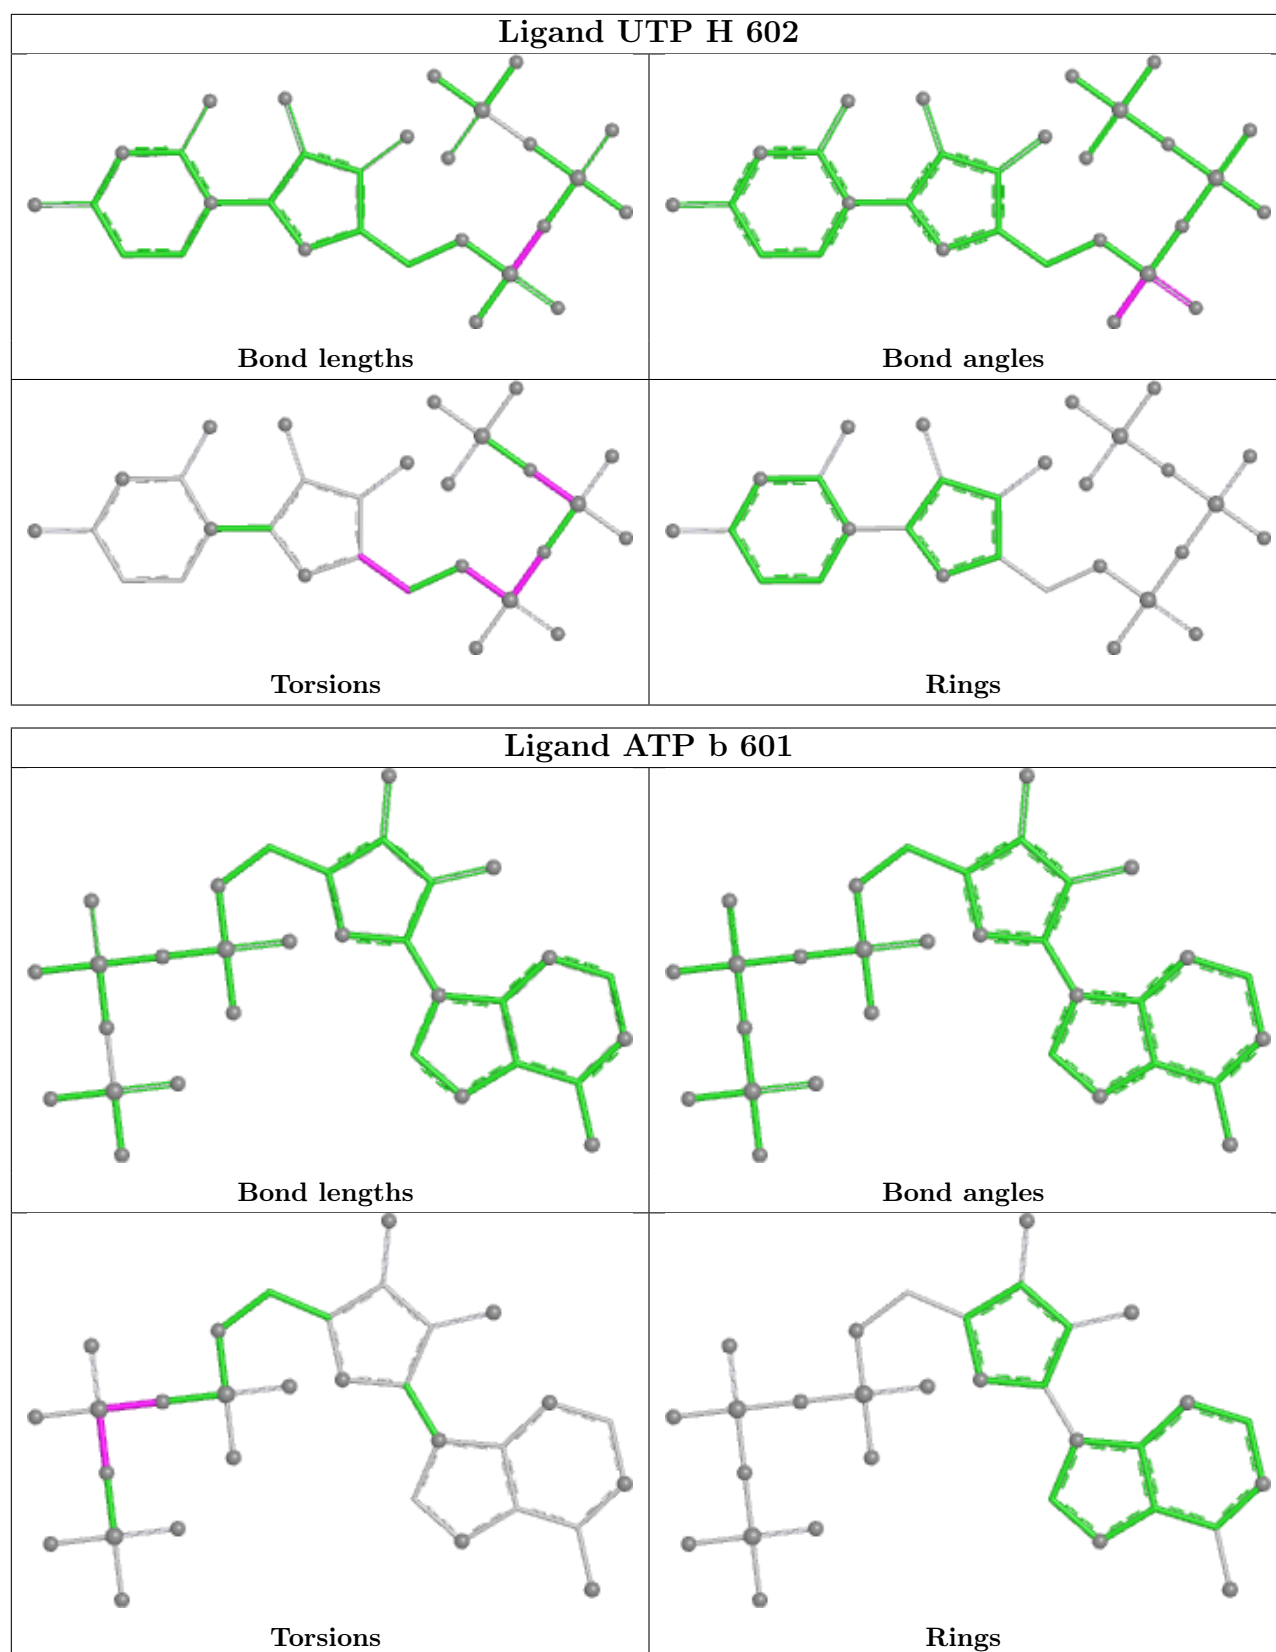 Ligand UTP H 602
Bond lengths
Bond angles
Torsions
Rings
Ligand ATP b 601
Bond lengths
Bond angles
Torsions
Rings